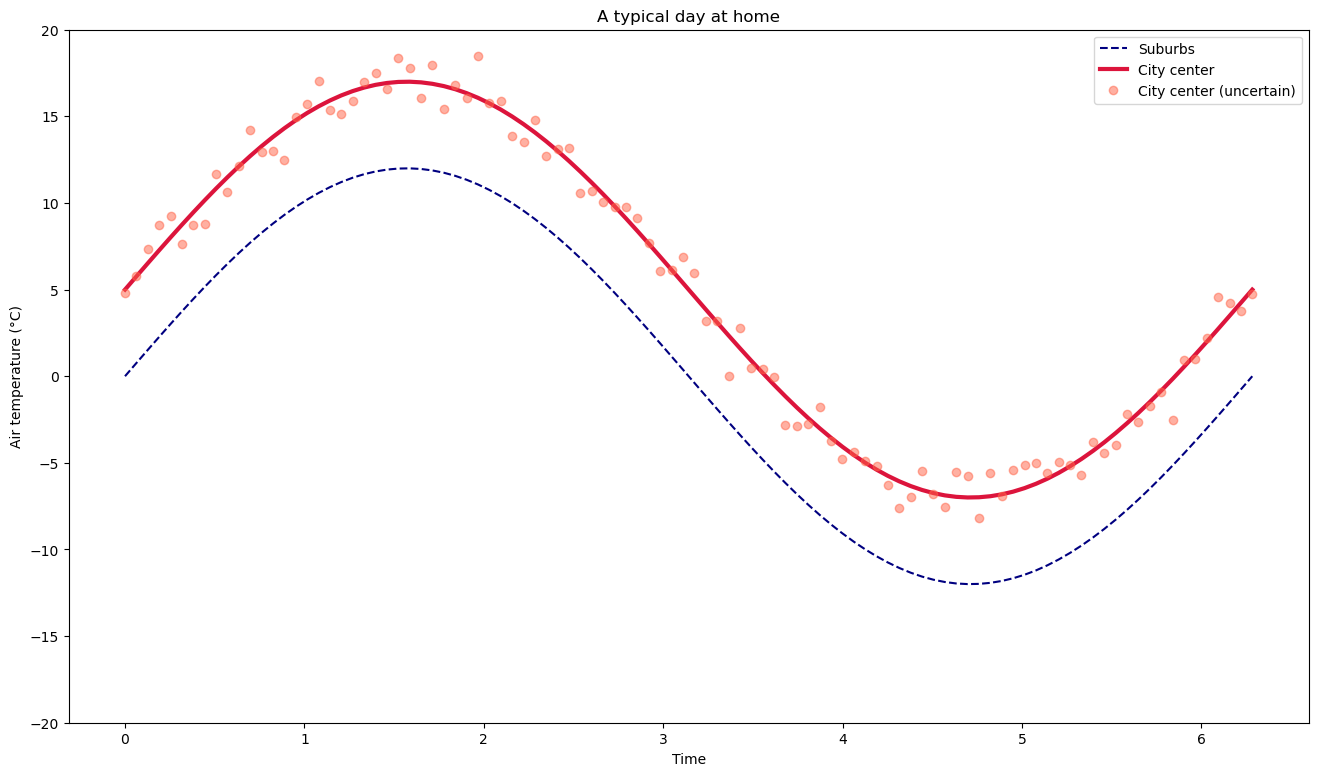 A typical day at home
Suburbs
City center
City center (uncertain)
Air temperature (°C)
20
15
10
5
0
−5
−10
−15
−20
0
1
2
3
4
5
6
Time